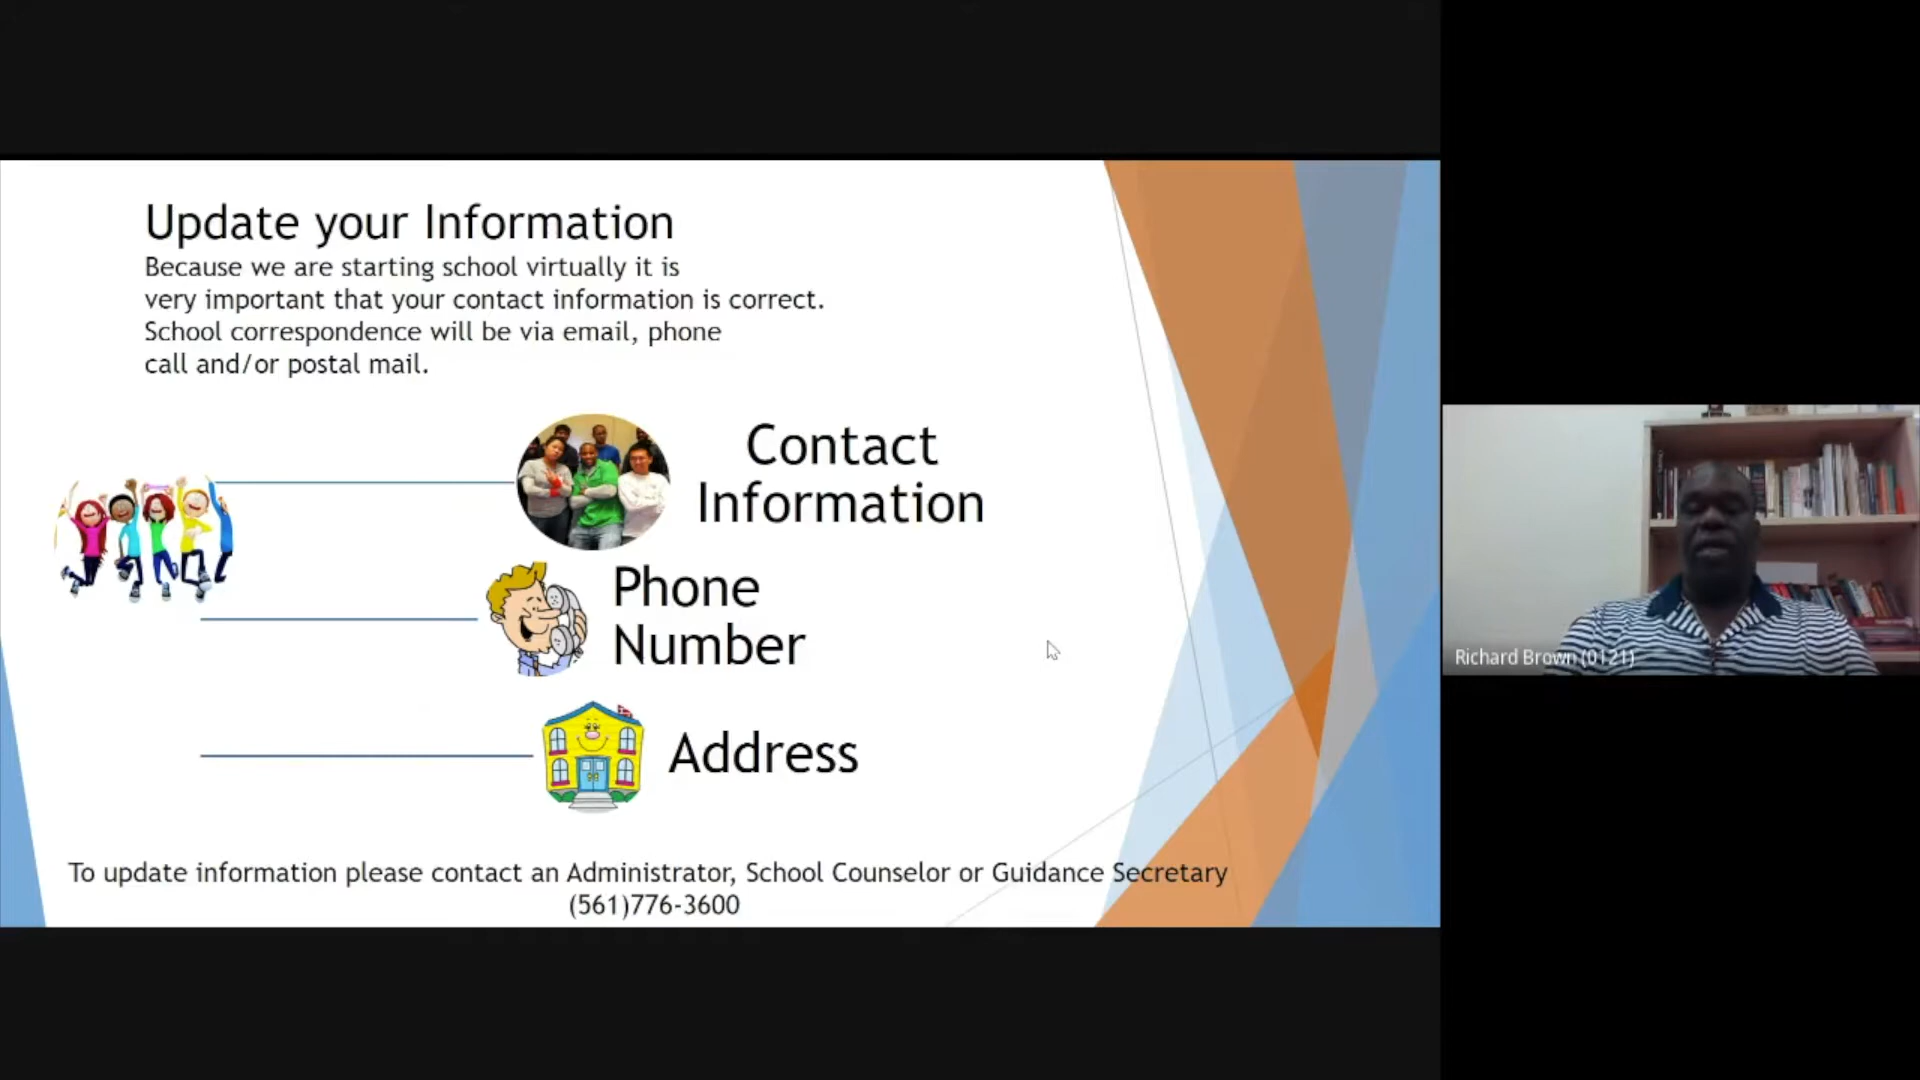 Update your Information
Because we are starting school virtually it is
very important that your contact information is correct.
School correspondence will be via email, phone
call and/or postal mail.
Contact
Information
Phone
Number
Address
To update information please contact an Administrator, School Counselor or Guidance Secretary
(561)776-3600
Richard Brown (0121)